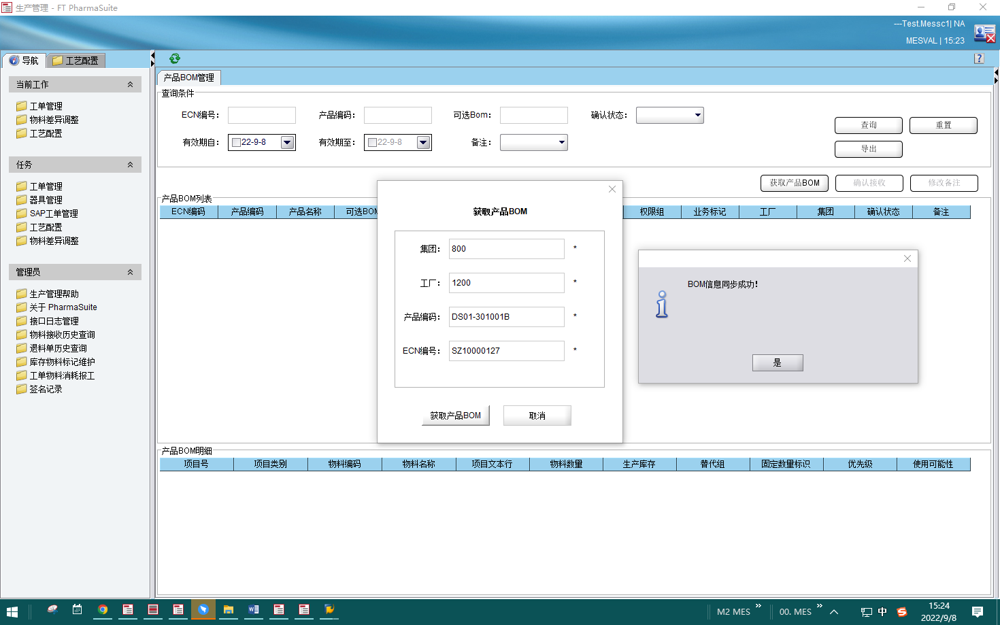 生产管理 - FT PharmaSuite
---Test.Messc1| NA
MESVAL | 15:23
导航
工艺配置
当前工作
工单管理
物料差异调整
工艺配置
任务
工单管理
器具管理
SAP工单管理
工艺配置
物料差异调整
管理员
生产管理帮助
关于 PharmaSuite
接口日志管理
物料接收历史查询
退料单历史查询
库存物料标记维护
工单物料消耗报工
签名记录
产品BOM管理
查询条件
ECN编号: 产品编码: 可选Bom: 确认状态:
有效期自: 22-9-8 有效期至: 22-9-8 备注:
查询 重置
导出
获取产品BOM 确认接收 修改备注
产品BOM列表
ECN编码 产品编码 产品名称 可选BOM 权限组 业务标记 工厂 集团 确认状态 备注
获取产品BOM
集团: 800 *
工厂: 1200 *
产品编码: DS01-301001B *
ECN编号: SZ10000127 *
获取产品BOM 取消
BOM信息同步成功!
是
产品BOM明细
项目号 项目类别 物料编码 物料名称 项目文本行 物料数量 生产库存 替代组 固定数量标识 优先级 使用可能性
M2 MES 00. MES 中 15:24
2022/9/8